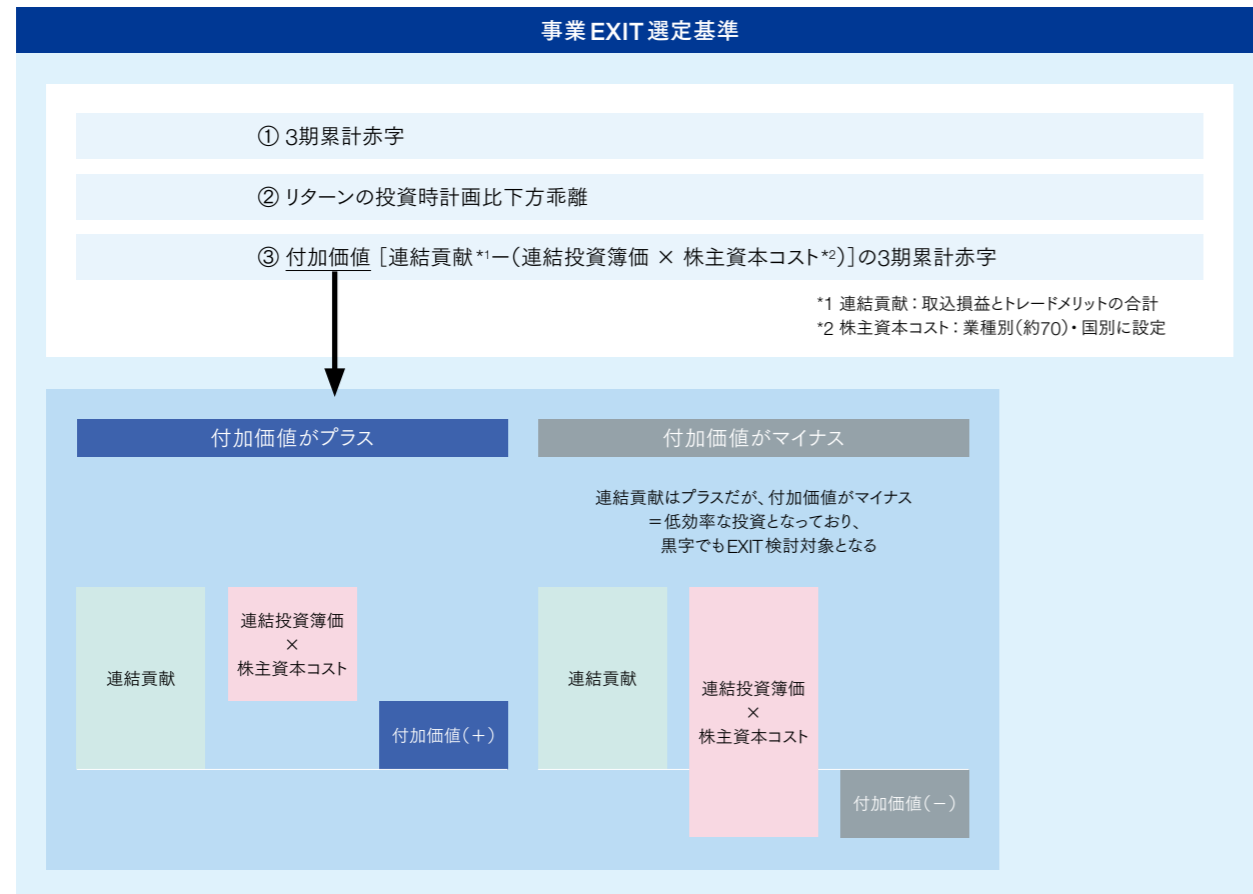 事業EXIT選定基準
① 3期累計赤字
② リターンの投資時計画比下方乖離
③ 付加価値［連結貢献*1ー（連結投資簿価 × 株主資本コスト*2）］の3期累計赤字
*1 連結貢献：取込損益とトレードメリットの合計
*2 株主資本コスト：業種別（約70）・国別に設定
付加価値がプラス
連結貢献
連結投資簿価
×
株主資本コスト
付加価値（＋）
付加価値がマイナス
連結貢献はプラスだが、付加価値がマイナス
＝低効率な投資となっており、
黒字でもEXIT検討対象となる
連結貢献
連結投資簿価
×
株主資本コスト
付加価値（－）